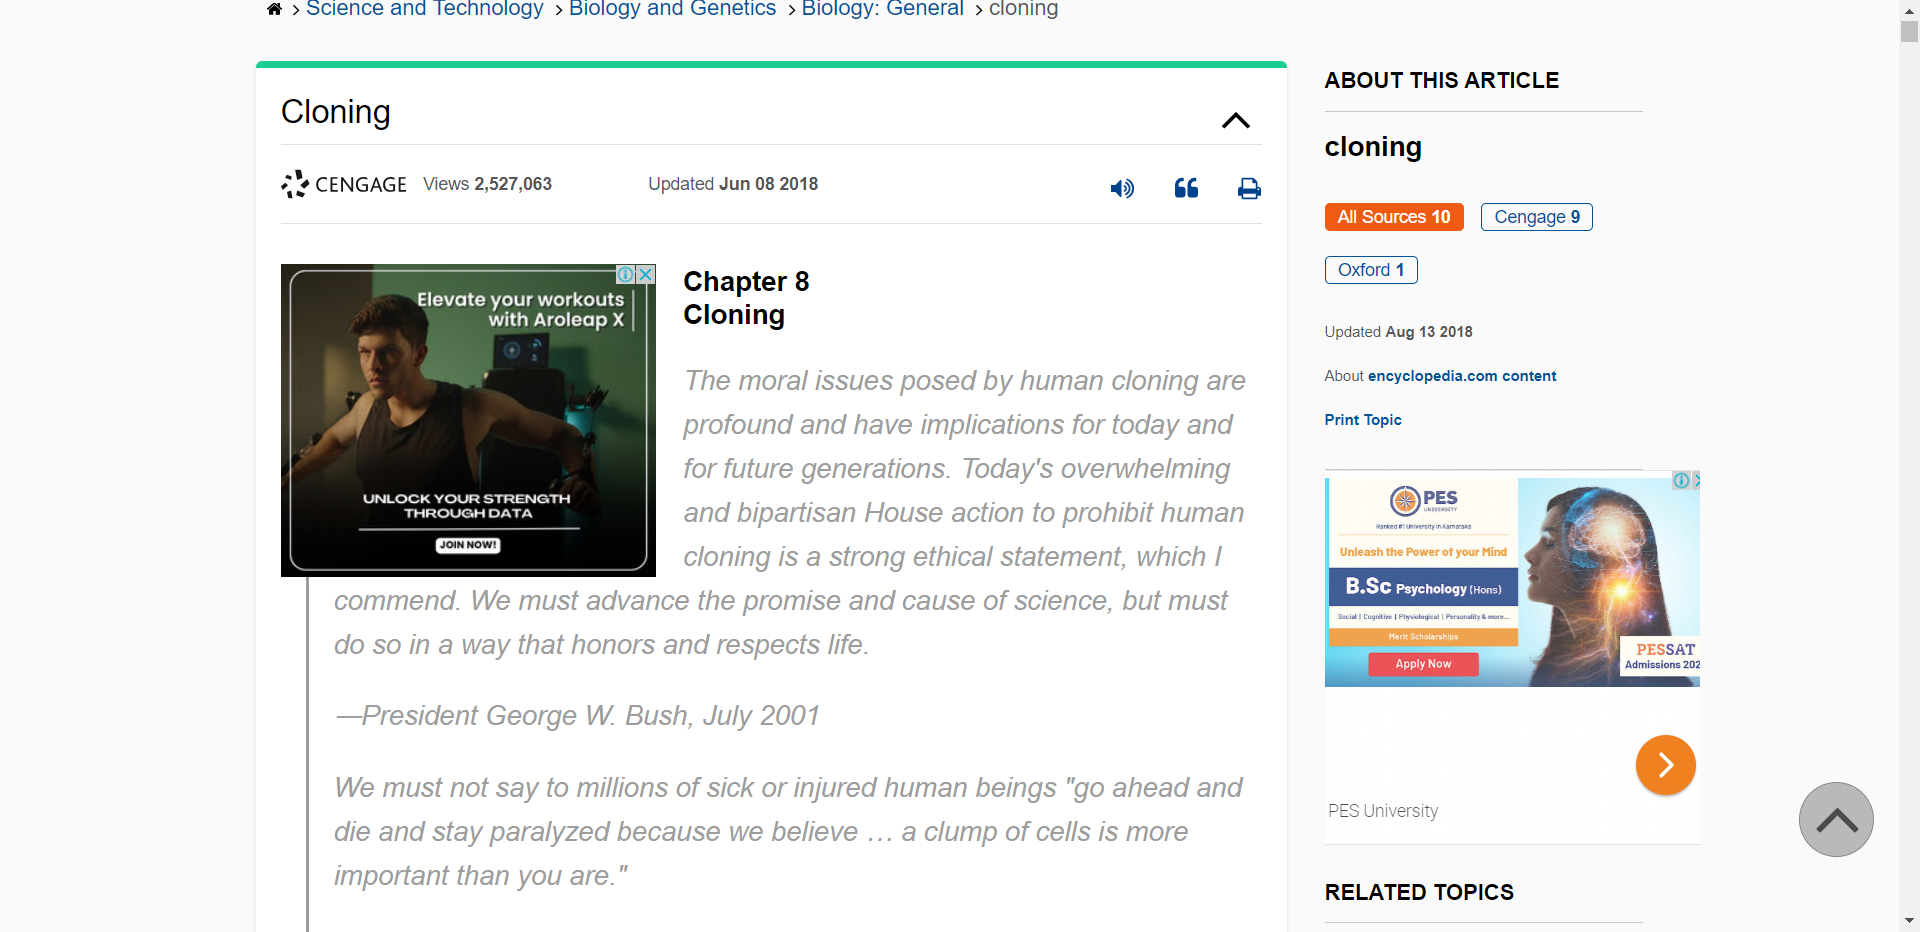 Science and Technology > Biology and Genetics > Biology: General > cloning
Cloning
CENGAGE Views 2,527,063 Updated Jun 08 2018
Elevate your workouts
with Aroleap X
UNLOCK YOUR STRENGTH
THROUGH DATA
JOIN NOW!
Chapter 8
Cloning
The moral issues posed by human cloning are
profound and have implications for today and
for future generations. Today's overwhelming
and bipartisan House action to prohibit human
cloning is a strong ethical statement, which I
commend. We must advance the promise and cause of science, but must
do so in a way that honors and respects life.
—President George W. Bush, July 2001
We must not say to millions of sick or injured human beings "go ahead and
die and stay paralyzed because we believe … a clump of cells is more
important than you are."
ABOUT THIS ARTICLE
cloning
All Sources 10
Cengage 9
Oxford 1
Updated Aug 13 2018
About encyclopedia.com content
Print Topic
PES
UNIVERSITY
Ranked #1 University in Karnataka
Unleash the Power of your Mind
B.Sc Psychology (Hons)
Social | Cognitive | Physiological | Personality & more...
Merit Scholarships
Apply Now
PESSAT
Admissions 202
PES University
RELATED TOPICS